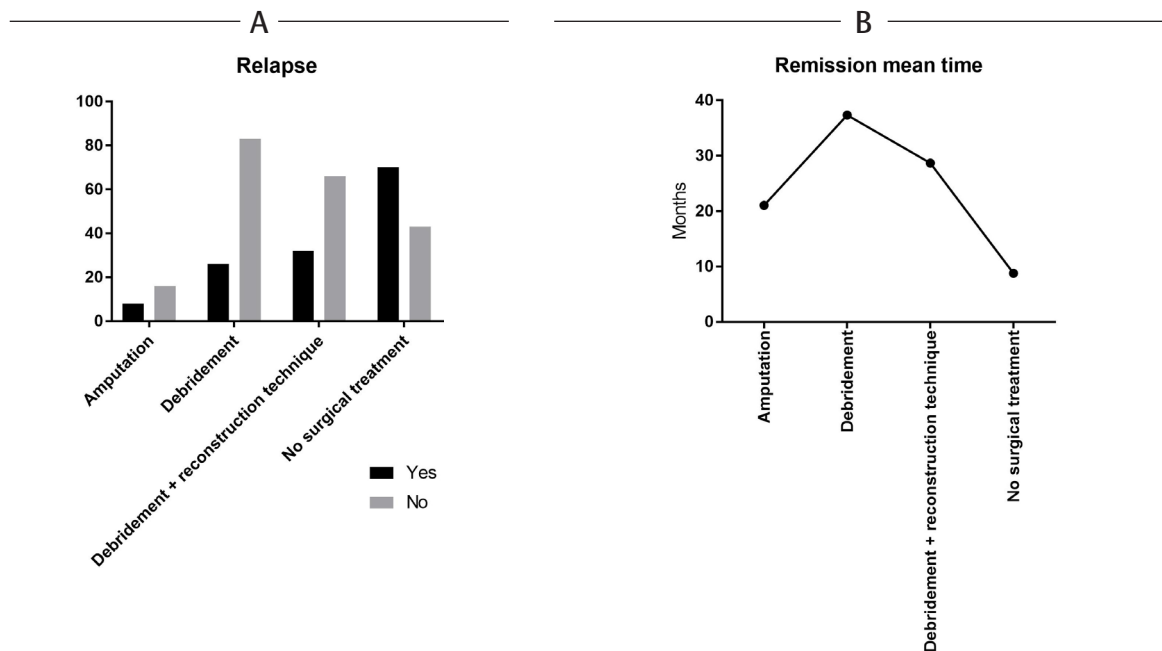 A
Relapse
100
80
60
40
20
0
Amputation
Debridement
Debridement + reconstruction technique
No surgical treatment
Yes
No
B
Remission mean time
Months
40
30
20
10
0
Amputation
Debridement
Debridement + reconstruction technique
No surgical treatment